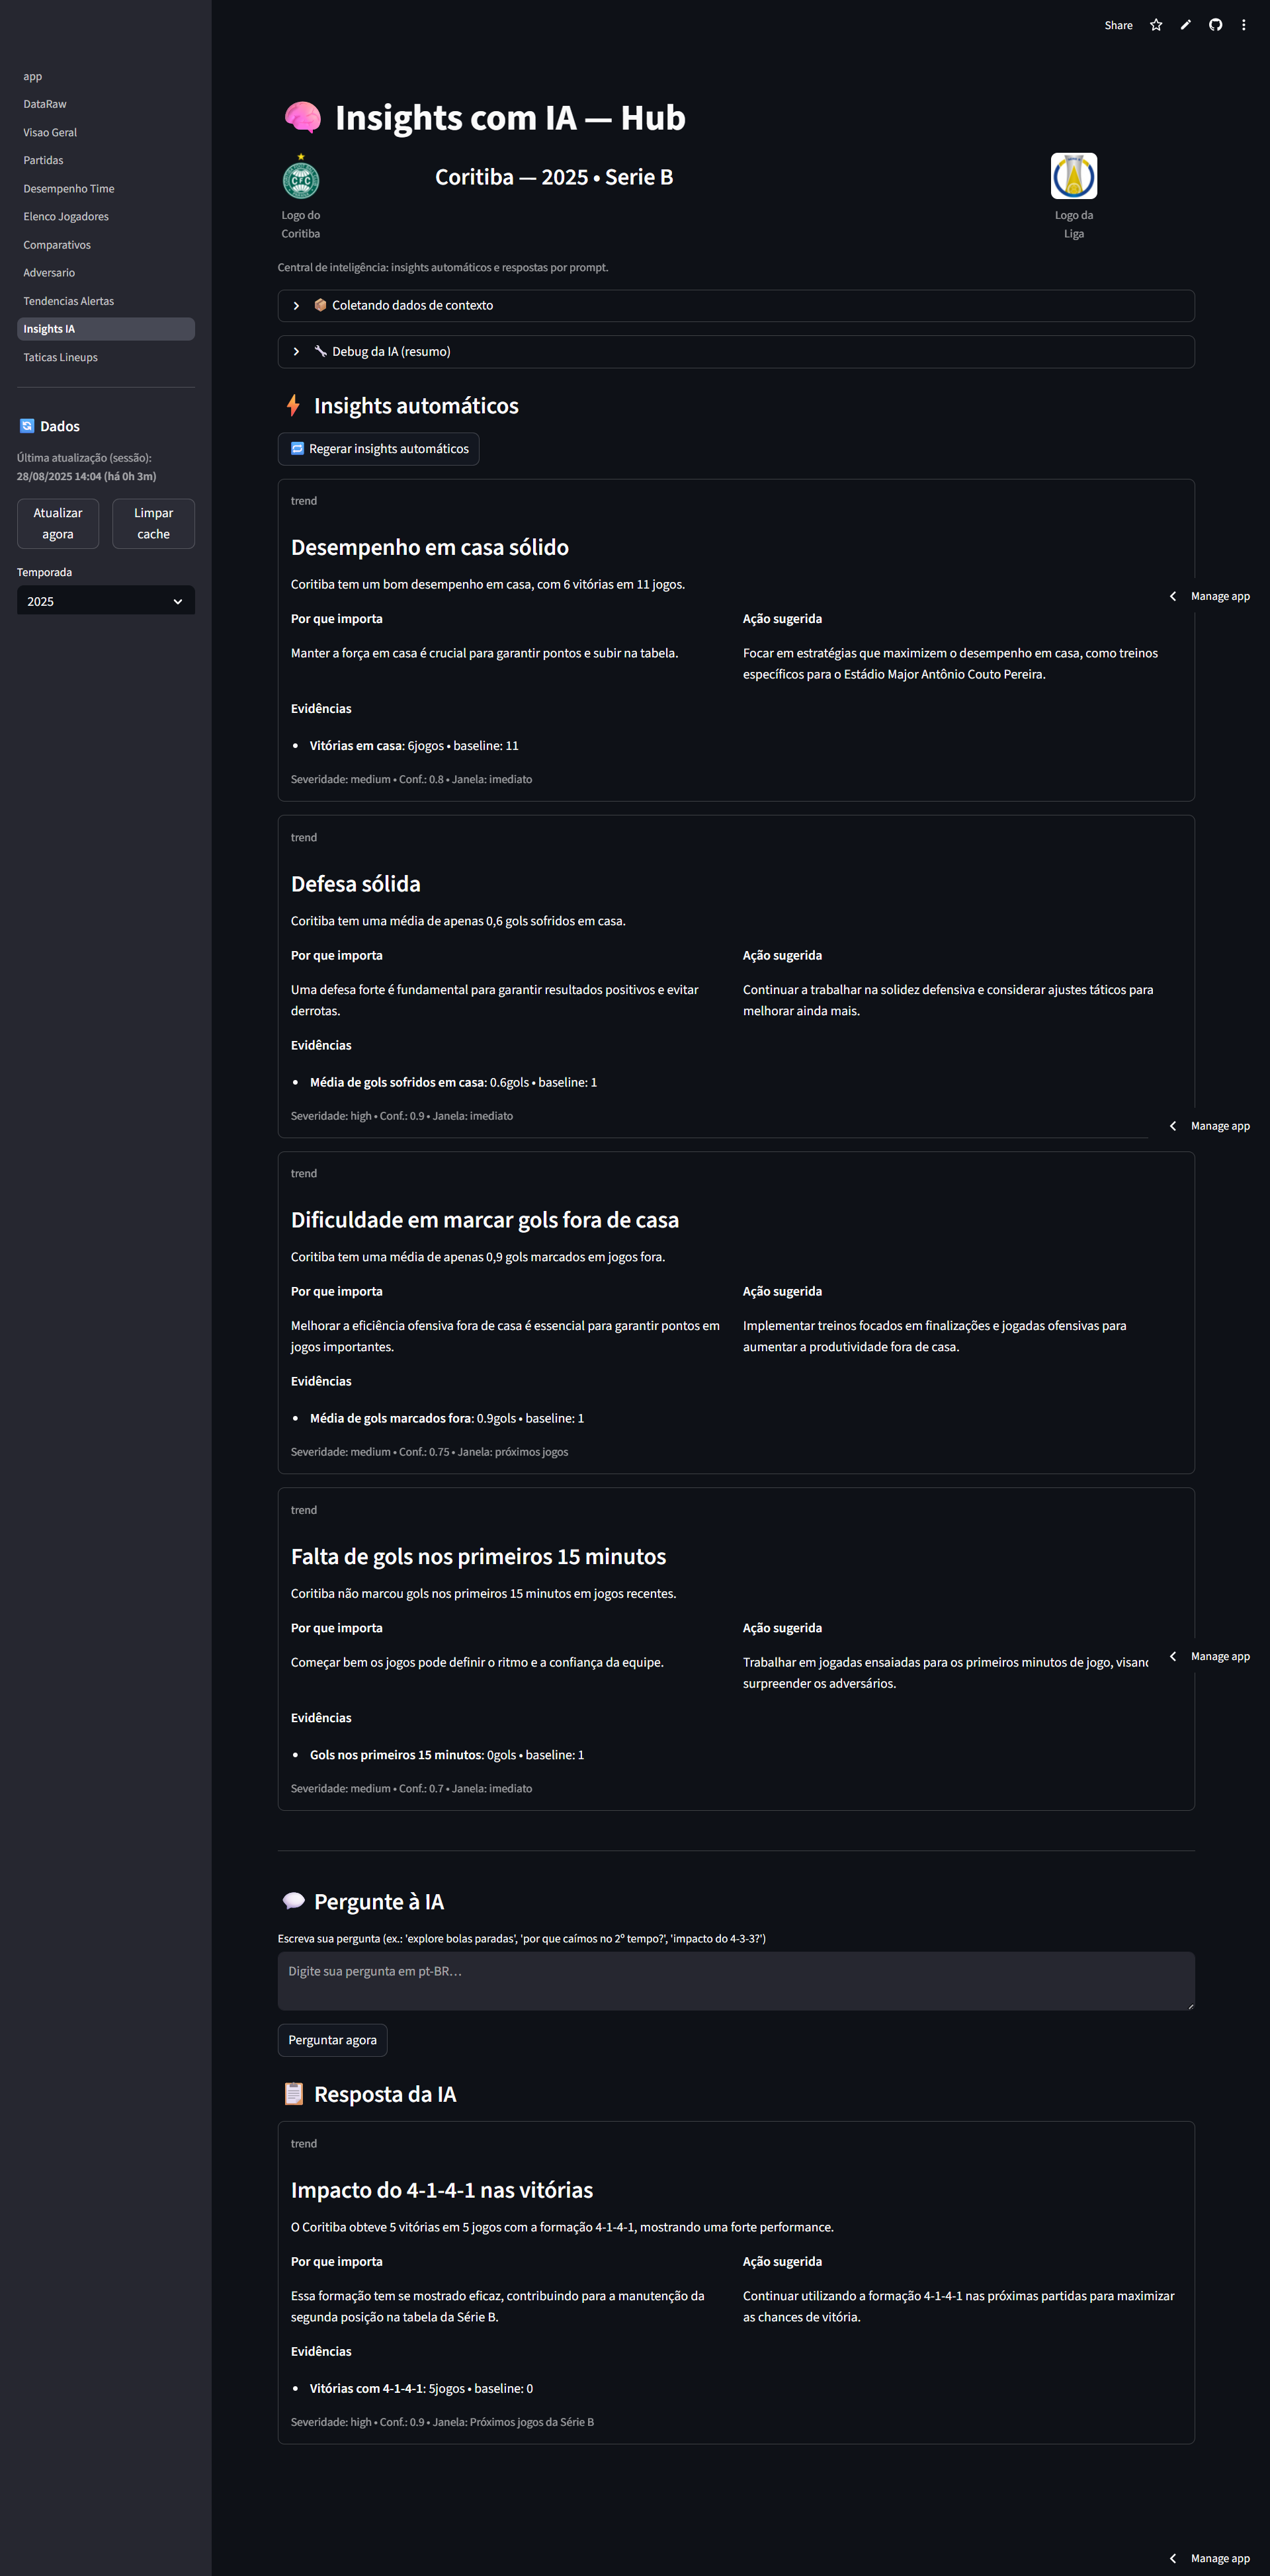 Share
app
DataRaw
Visao Geral
Partidas
Desempenho Time
Elenco Jogadores
Comparativos
Adversario
Tendencias Alertas
Insights IA
Taticas Lineups
Dados
Última atualização (sessão):
28/08/2025 14:04 (há 0h 3m)
Atualizar
agora
Limpar
cache
Temporada
2025
Insights com IA — Hub
CFC
Coritiba — 2025 • Serie B
Logo do
Coritiba
Logo da
Liga
Central de inteligência: insights automáticos e respostas por prompt.
Coletando dados de contexto
Debug da IA (resumo)
Insights automáticos
Regerar insights automáticos
trend
Desempenho em casa sólido
Coritiba tem um bom desempenho em casa, com 6 vitórias em 11 jogos.
Manage app
Por que importa
Manter a força em casa é crucial para garantir pontos e subir na tabela.
Ação sugerida
Focar em estratégias que maximizem o desempenho em casa, como treinos
específicos para o Estádio Major Antônio Couto Pereira.
Evidências
• Vitórias em casa: 6jogos • baseline: 11
Severidade: medium • Conf.: 0.8 • Janela: imediato
trend
Defesa sólida
Coritiba tem uma média de apenas 0,6 gols sofridos em casa.
Por que importa
Uma defesa forte é fundamental para garantir resultados positivos e evitar
derrotas.
Ação sugerida
Continuar a trabalhar na solidez defensiva e considerar ajustes táticos para
melhorar ainda mais.
Evidências
• Média de gols sofridos em casa: 0.6gols • baseline: 1
Severidade: high • Conf.: 0.9 • Janela: imediato
Manage app
trend
Dificuldade em marcar gols fora de casa
Coritiba tem uma média de apenas 0,9 gols marcados em jogos fora.
Por que importa
Melhorar a eficiência ofensiva fora de casa é essencial para garantir pontos em
jogos importantes.
Ação sugerida
Implementar treinos focados em finalizações e jogadas ofensivas para
aumentar a produtividade fora de casa.
Evidências
• Média de gols marcados fora: 0.9gols • baseline: 1
Severidade: medium • Conf.: 0.75 • Janela: próximos jogos
trend
Falta de gols nos primeiros 15 minutos
Coritiba não marcou gols nos primeiros 15 minutos em jogos recentes.
Por que importa
Começar bem os jogos pode definir o ritmo e a confiança da equipe.
Ação sugerida
Trabalhar em jogadas ensaiadas para os primeiros minutos de jogo,
surpreender os adversários.
Manage app
Evidências
• Gols nos primeiros 15 minutos: 0gols • baseline: 1
Severidade: medium • Conf.: 0.7 • Janela: imediato
Pergunte à IA
Escreva sua pergunta (ex.: 'explore bolas paradas', 'por que caímos no 2º tempo?', 'impacto do 4-3-3?')
Digite sua pergunta em pt-BR…
Perguntar agora
Resposta da IA
trend
Impacto do 4-1-4-1 nas vitórias
O Coritiba obteve 5 vitórias em 5 jogos com a formação 4-1-4-1, mostrando uma forte performance.
Por que importa
Essa formação tem se mostrado eficaz, contribuindo para a manutenção da
segunda posição na tabela da Série B.
Ação sugerida
Continuar utilizando a formação 4-1-4-1 nas próximas partidas para maximizar
as chances de vitória.
Evidências
• Vitórias com 4-1-4-1: 5jogos • baseline: 0
Severidade: high • Conf.: 0.9 • Janela: Próximos jogos da Série B
Manage app